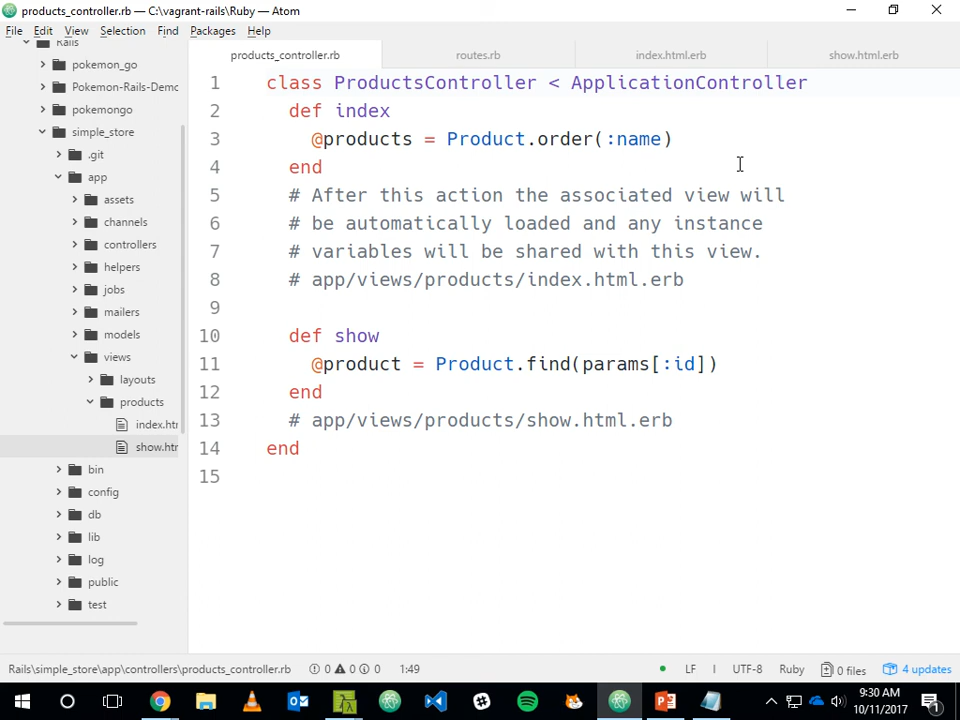 products_controller.rb — C:\vagrant-rails\Ruby — Atom
File Edit View Selection Find Packages Help
Rails
pokemon_go
Pokemon-Rails-Demo
pokemongo
simple_store
.git
app
assets
channels
controllers
helpers
jobs
mailers
models
views
layouts
products
index.htm
show.htm
bin
config
db
lib
log
public
test
products_controller.rb routes.rb index.html.erb show.html.erb
1 class ProductsController < ApplicationController
2 def index
3 @products = Product.order(:name)
4 end
5 # After this action the associated view will
6 # be automatically loaded and any instance
7 # variables will be shared with this view.
8 # app/views/products/index.html.erb
9
10 def show
11 @product = Product.find(params[:id])
12 end
13 # app/views/products/show.html.erb
14 end
15
Rails\simple_store\app\controllers\products_controller.rb 0 0 0 1:49 LF UTF-8 Ruby 0 files 4 updates
9:30 AM
10/11/2017
1